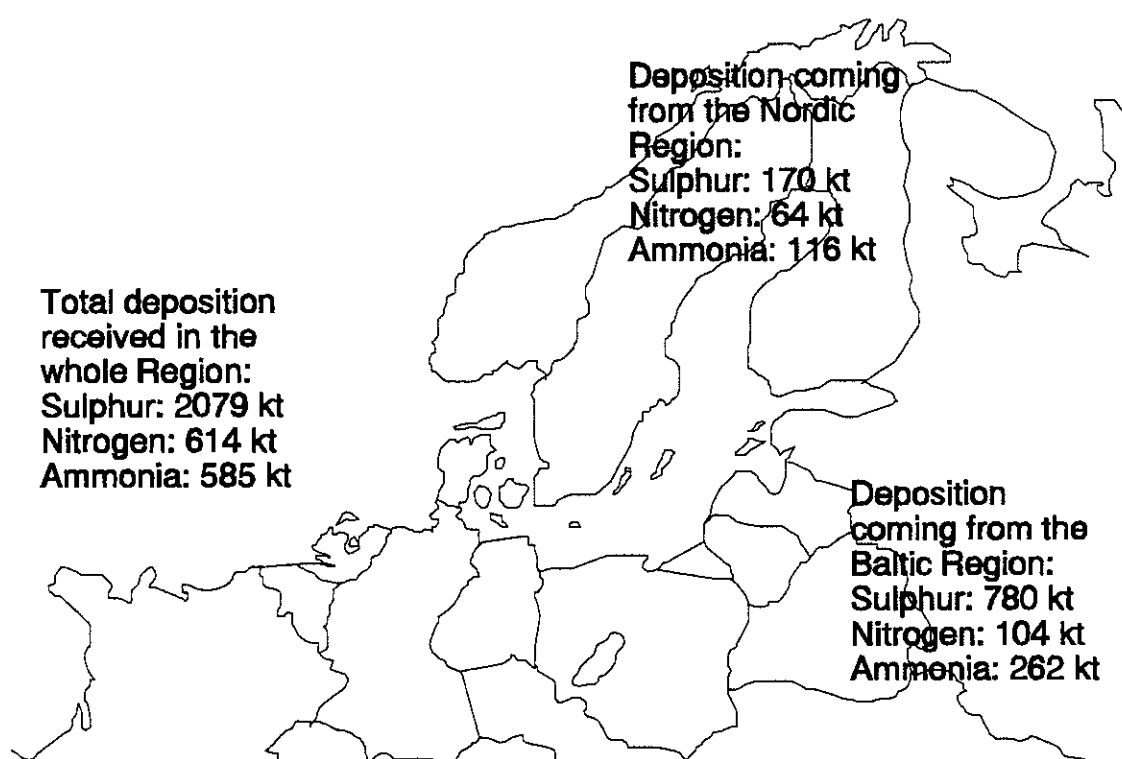 Deposition coming
from the Nordic
Region:
Sulphur: 170 kt
Nitrogen: 64 kt
Ammonia: 116 kt
Total deposition
received in the
whole Region:
Sulphur: 2079 kt
Nitrogen: 614 kt
Ammonia: 585 kt
Deposition
coming from the
Baltic Region:
Sulphur: 780 kt
Nitrogen: 104 kt
Ammonia: 262 kt